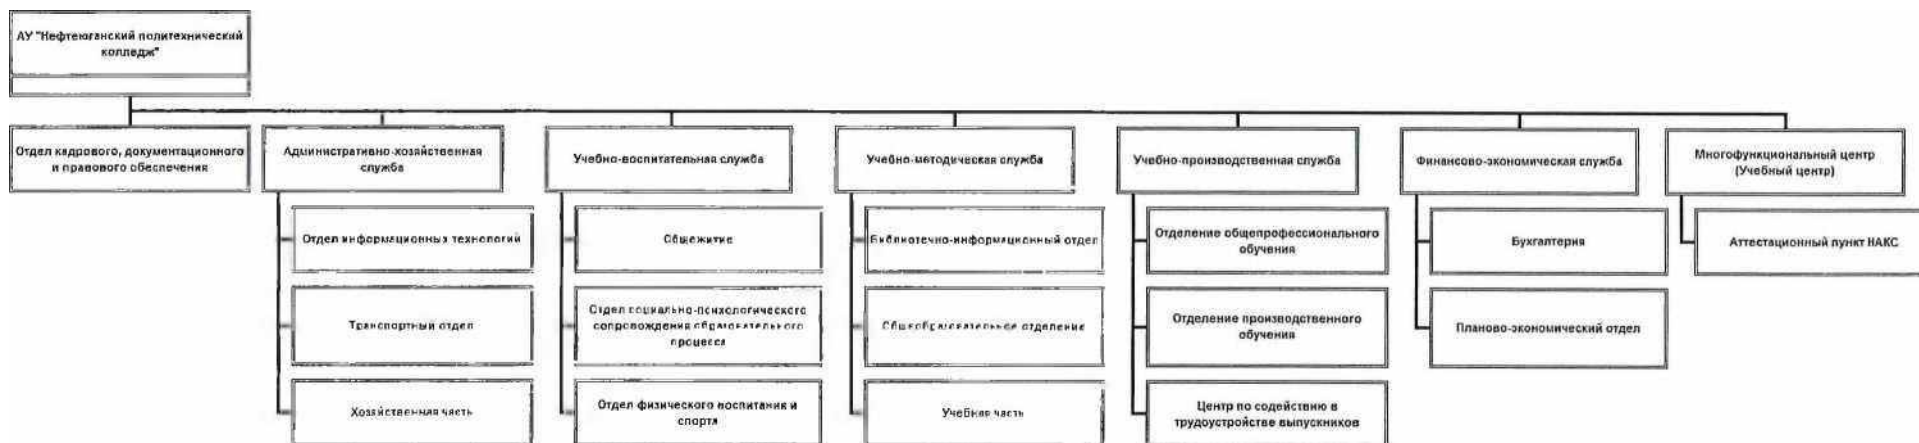 АУ "Нефтеюганский политехнический
колледж"
Отдел кадрового, документационного
и правового обеспечения
Административно-хозяйственная
служба
Учебно-воспитательная служба
Учебно-методическая служба
Учебно-производственная служба
Финансово-экономическая служба
Многофункциональный центр
(Учебный центр)
Отдел информационных технологий
Общежитие
Библиотечно-информационный отдел
Отделение общепрофессионального
обучения
Бухгалтерия
Аттестационный пункт НАКС
Транспортный отдел
Отдел социально-психологического
сопровождения образовательного
процесса
Общеобразовательное отделение
Отделение производственного
обучения
Планово-экономический отдел
Хозяйственная часть
Отдел физического воспитания и
спорта
Учебная часть
Центр по содействию в
трудоустройстве выпускников